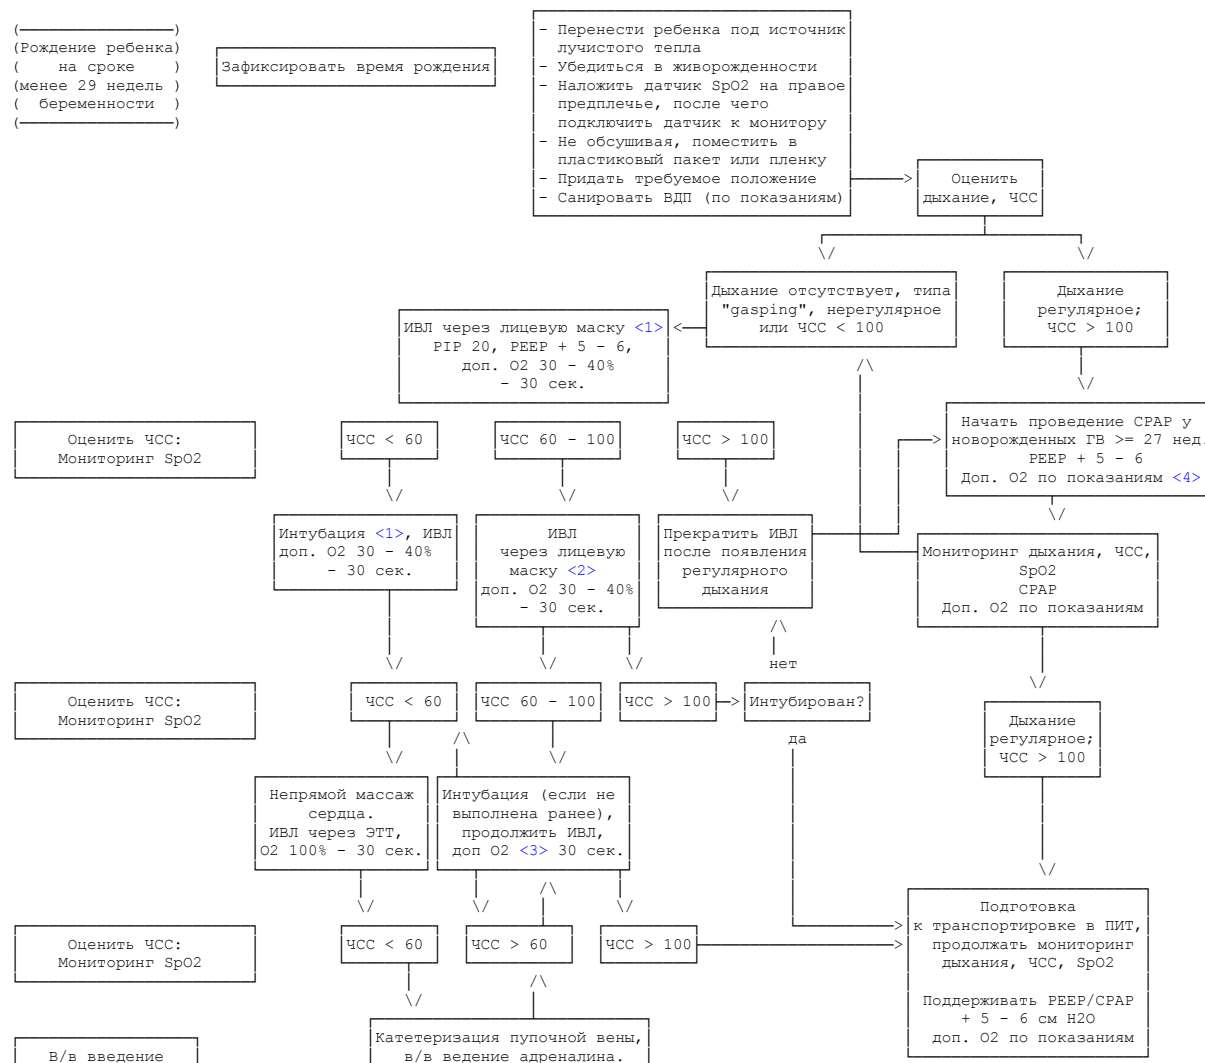 Рождение ребенка
на сроке
менее 29 недель
беременности
Зафиксировать время рождения
- Перенести ребенка под источник
лучистого тепла
- Убедиться в живорожденности
- Наложить датчик SpO2 на правое
предплечье, после чего
подключить датчик к монитору
- Не обсушивая, поместить в
пластиковый пакет или пленку
- Придать требуемое положение
- Санировать ВДП (по показаниям)
Оценить
дыхание, ЧСС
Дыхание отсутствует, типа
"gasping", нерегулярное
или ЧСС < 100
Дыхание
регулярное;
ЧСС > 100
ИВЛ через лицевую маску <1>
PIP 20, PEEP + 5 - 6,
доп. O2 30 - 40%
- 30 сек.
Начать проведение CPAP у
новорожденных ГВ >= 27 нед.
PEEP + 5 - 6
Доп. O2 по показаниям <4>
Оценить ЧСС:
Мониторинг SpO2
ЧСС < 60
ЧСС 60 - 100
ЧСС > 100
Интубация <1>, ИВЛ
доп. O2 30 - 40%
- 30 сек.
ИВЛ
через лицевую
маску <2>
доп. O2 30 - 40%
- 30 сек.
Прекратить ИВЛ
после появления
регулярного
дыхания
Мониторинг дыхания, ЧСС,
SpO2
CPAP
Доп. O2 по показаниям
нет
Оценить ЧСС:
Мониторинг SpO2
ЧСС < 60
ЧСС 60 - 100
ЧСС > 100
Интубирован?
да
Дыхание
регулярное;
ЧСС > 100
Непрямой массаж
сердца.
ИВЛ через ЭТТ,
O2 100% - 30 сек.
Интубация (если не
выполнена ранее),
продолжить ИВЛ,
доп O2 <3> 30 сек.
Оценить ЧСС:
Мониторинг SpO2
ЧСС < 60
ЧСС > 60
ЧСС > 100
Подготовка
к транспортировке в ПИТ,
продолжать мониторинг
дыхания, ЧСС, SpO2
Поддерживать PEEP/CPAP
+ 5 - 6 см H2O
доп. O2 по показаниям
В/в введение
Катетеризация пупочной вены,
в/в ведение адреналина.